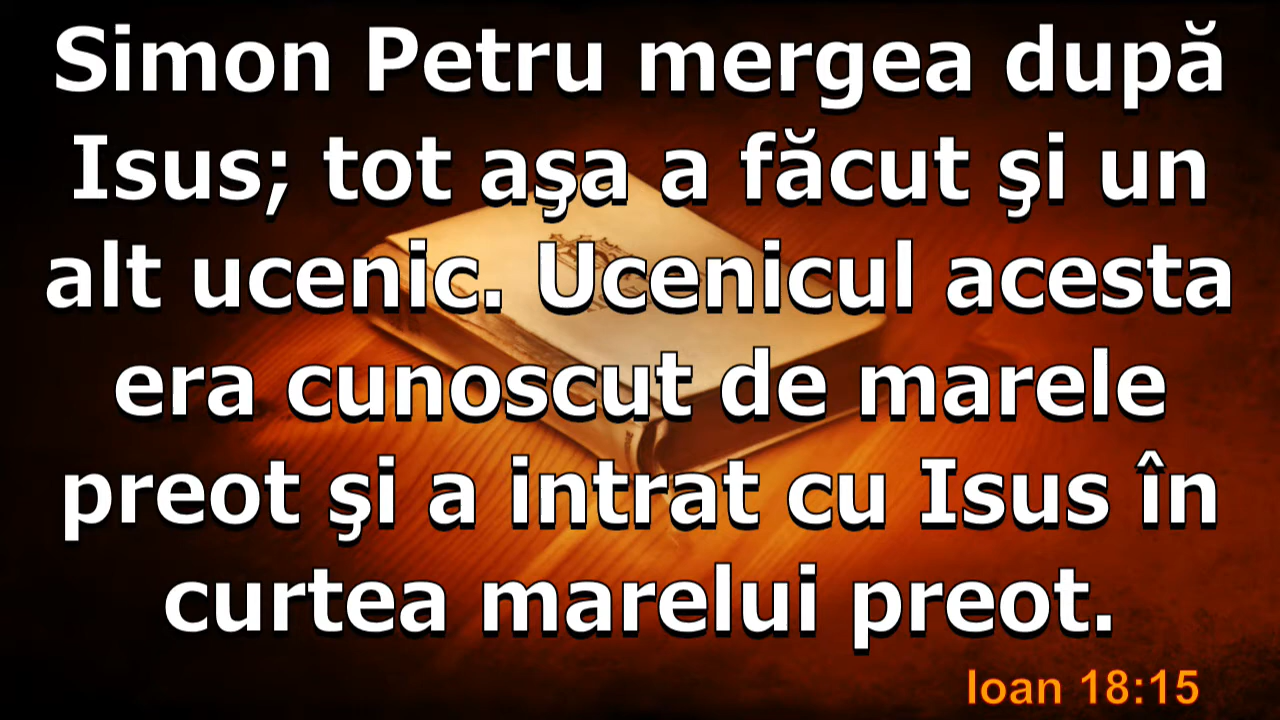 Simon Petru mergea după
Isus; tot aşa a făcut şi un
alt ucenic. Ucenicul acesta
era cunoscut de marele
preot şi a intrat cu Isus în
curtea marelui preot.
Ioan 18:15